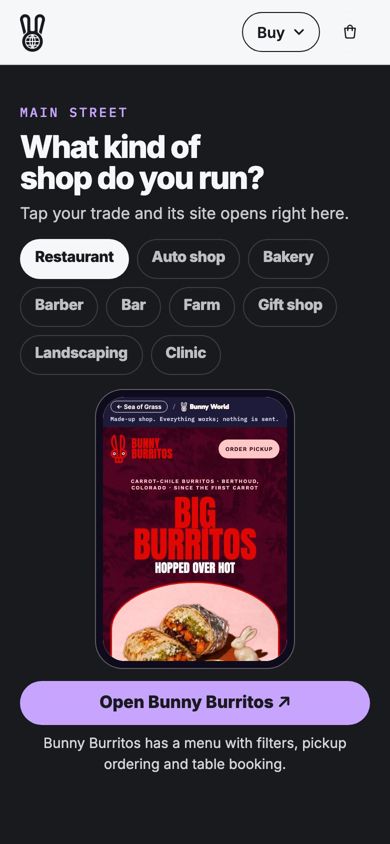 Buy
MAIN STREET
What kind of
shop do you run?
Tap your trade and its site opens right here.
Restaurant
Auto shop
Bakery
Barber
Bar
Farm
Gift shop
Landscaping
Clinic
← Sea of Grass / Bunny World
Made-up shop. Everything works; nothing is sent.
BUNNY
BURRITOS
ORDER PICKUP
CARROT-CHILE BURRITOS · BERTHOUD,
COLORADO · SINCE THE FIRST CARROT
BIG
BURRITOS
HOPPED OVER HOT
Open Bunny Burritos ↗
Bunny Burritos has a menu with filters, pickup
ordering and table booking.